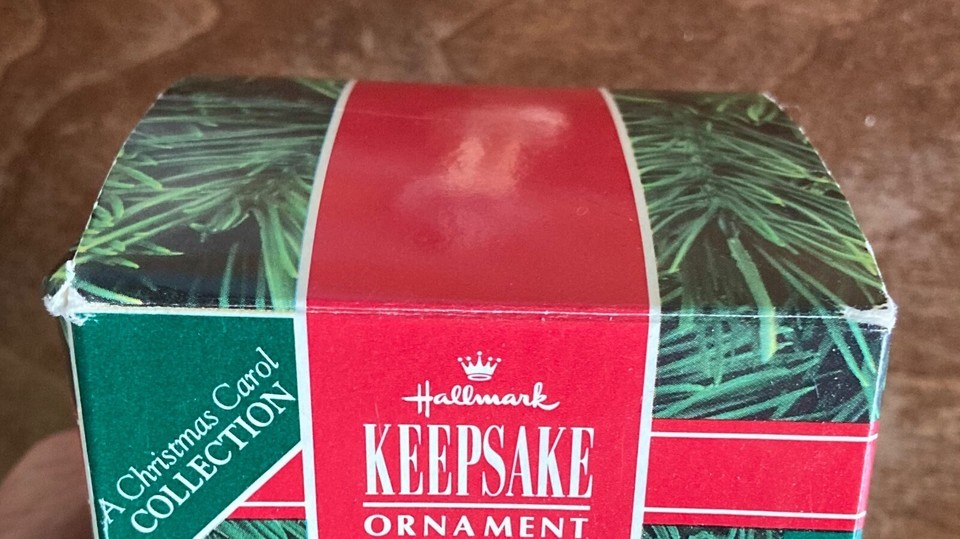 A Christmas Carol
COLLECTION
Hallmark
KEEPSAKE
ORNAMENT